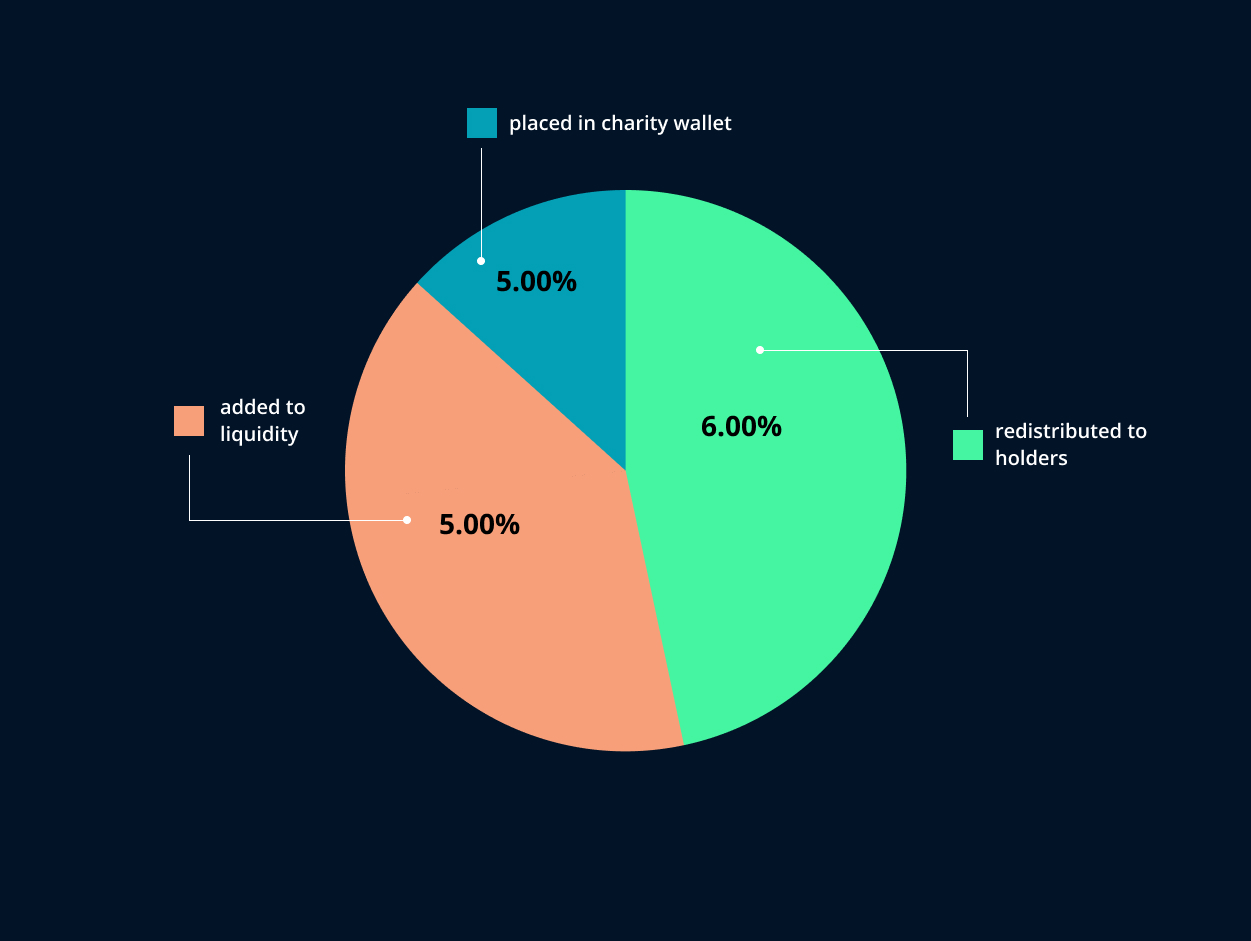 placed in charity wallet
5.00%
added to
liquidity
6.00%
redistributed to
holders
5.00%